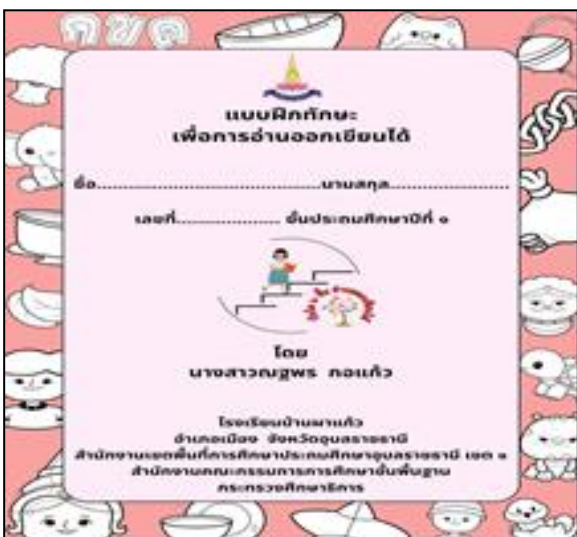 ก ข ค
แบบฝึกทักษะ
เพื่อการอ่านออกเขียนได้
ชื่อ.............................................นามสกุล........................
เลขที่................... ชั้นประถมศึกษาปีที่ ๑
โดย
นางสาวณฐพร กอแก้ว
โรงเรียนบ้านผาแก้ว
อำเภอเมือง จังหวัดอุบลราชธานี
สำนักงานเขตพื้นที่การศึกษาประถมศึกษาอุบลราชธานี เขต ๑
สำนักงานคณะกรรมการการศึกษาขั้นพื้นฐาน
กระทรวงศึกษาธิการ